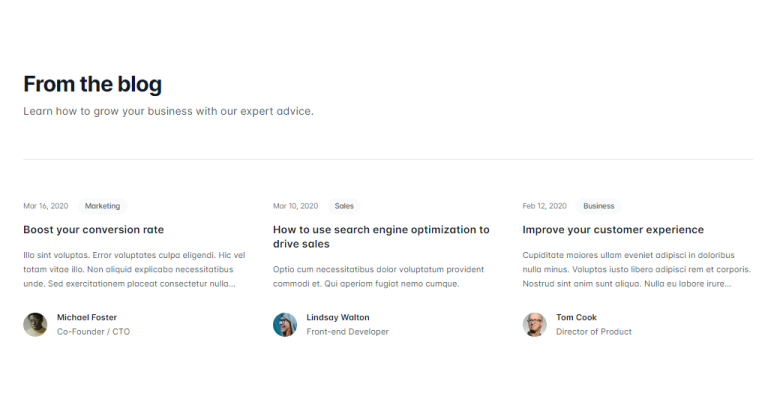 From the blog
Learn how to grow your business with our expert advice.
Mar 16, 2020 Marketing
Boost your conversion rate
Illo sint voluptas. Error voluptates culpa eligendi. Hic vel
totam vitae illo. Non aliquid explicabo necessitatibus
unde. Sed exercitationem placeat consectetur nulla...
Michael Foster
Co-Founder / CTO
Mar 10, 2020 Sales
How to use search engine optimization to
drive sales
Optio cum necessitatibus dolor voluptatum provident
commodi et. Qui aperiam fugiat nemo cumque.
Lindsay Walton
Front-end Developer
Feb 12, 2020 Business
Improve your customer experience
Cupiditate maiores ullam eveniet adipisci in doloribus
nulla minus. Voluptas iusto libero adipisci rem et corporis.
Nostrud sint anim sunt aliqua. Nulla eu labore irure...
Tom Cook
Director of Product